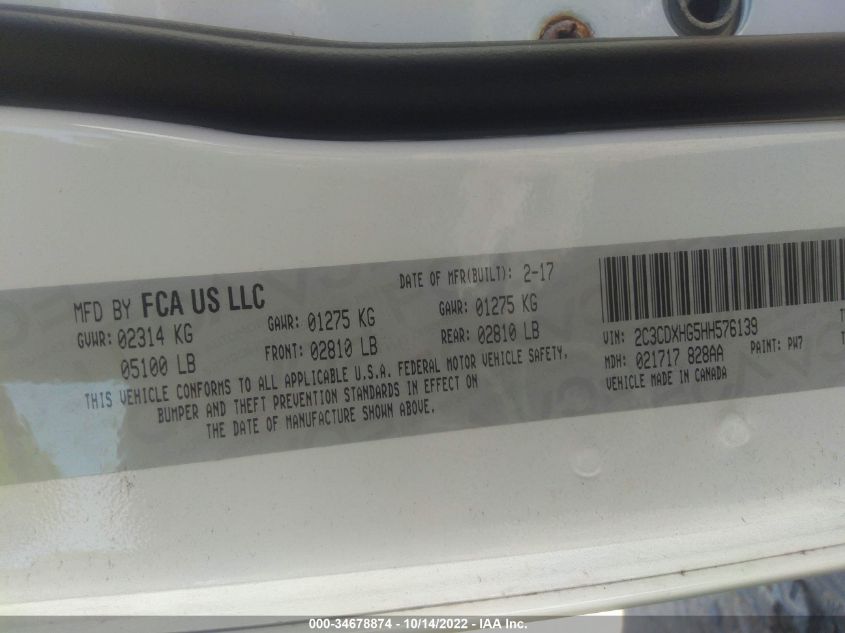 MFD BY FCA US LLC
DATE OF MFR(BUILT): 2-17
GVWR: 02314 KG
05100 LB
GAWR: 01275 KG
FRONT: 02810 LB
GAWR: 01275 KG
REAR: 02810 LB
THIS VEHICLE CONFORMS TO ALL APPLICABLE U.S.A. FEDERAL MOTOR VEHICLE SAFETY,
BUMPER AND THEFT PREVENTION STANDARDS IN EFFECT ON
THE DATE OF MANUFACTURE SHOWN ABOVE.
VIN: 2C3CDXHG5HH576139
MDH: 021717 828AA PAINT: PW7
VEHICLE MADE IN CANADA
000-34678874 - 10/14/2022 - IAA Inc.